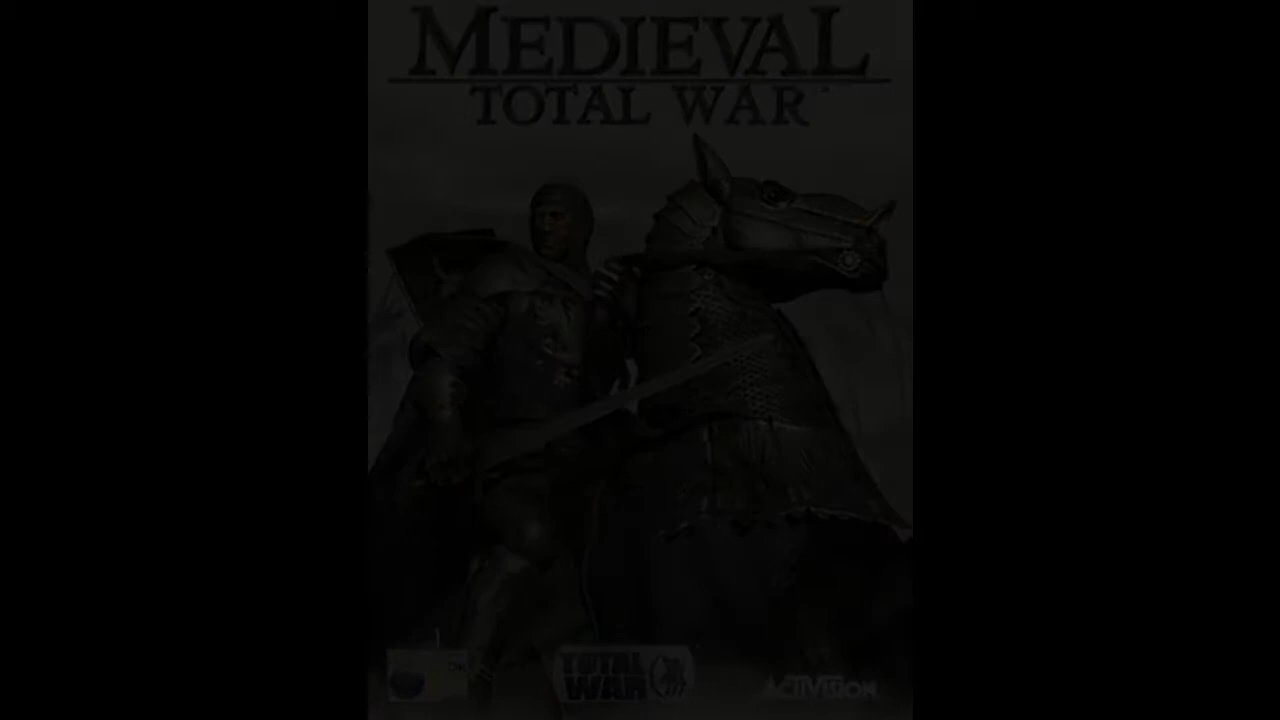 MEDIEVAL
TOTAL WAR
TOTAL
WAR
ACTIVISION